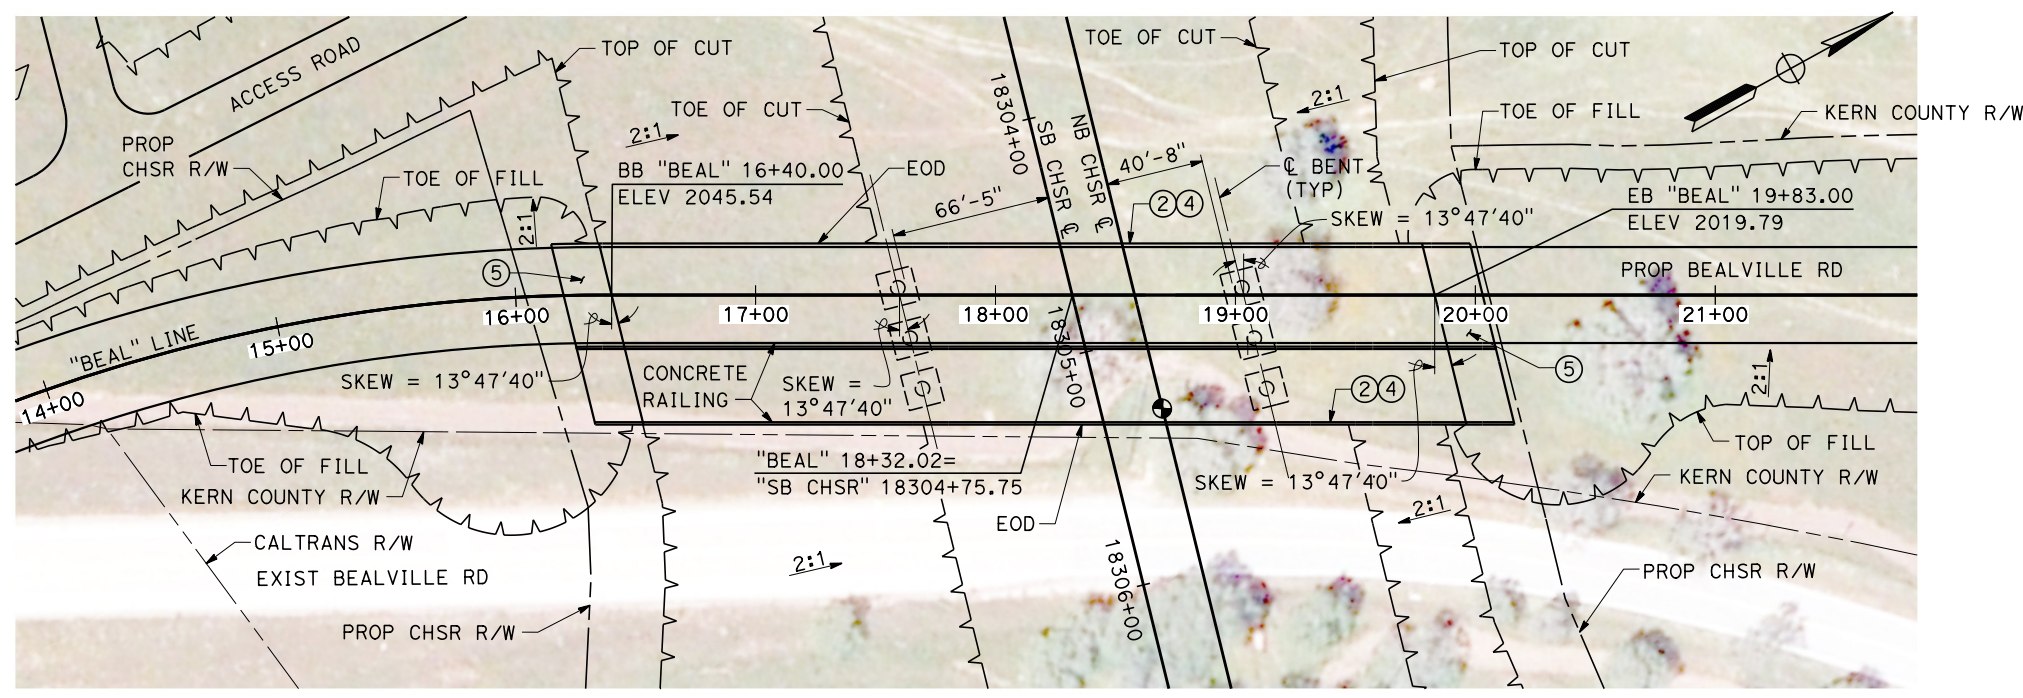 TOP OF CUT
TOE OF CUT
TOP OF CUT
ACCESS ROAD
2:1
TOE OF CUT
TOE OF FILL
KERN COUNTY R/W
18304+00
SB CHSR ℄
NB CHSR ℄
2:1
PROP
CHSR R/W
40'-8"
℄ BENT
(TYP)
BB "BEAL" 16+40.00
ELEV 2045.54
EOD
TOE OF FILL
2:1
66'-5"
2 4
SKEW = 13°47'40"
EB "BEAL" 19+83.00
ELEV 2019.79
5
PROP BEALVILLE RD
16+00
17+00
18+00
19+00
20+00
21+00
"BEAL" LINE
15+00
14+00
18305+00
SKEW = 13°47'40"
CONCRETE
RAILING
SKEW =
13°47'40"
2 4
5
2:1
TOE OF FILL
KERN COUNTY R/W
"BEAL" 18+32.02=
"SB CHSR" 18304+75.75
SKEW = 13°47'40"
TOP OF FILL
KERN COUNTY R/W
EOD
2:1
CALTRANS R/W
EXIST BEALVILLE RD
2:1
18306+00
PROP CHSR R/W
PROP CHSR R/W